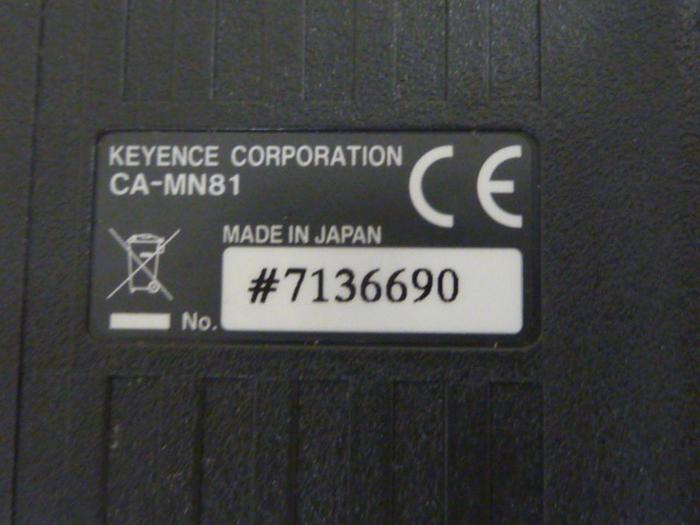 KEYENCE CORPORATION
CA-MN81
CE
MADE IN JAPAN
No. #7136690